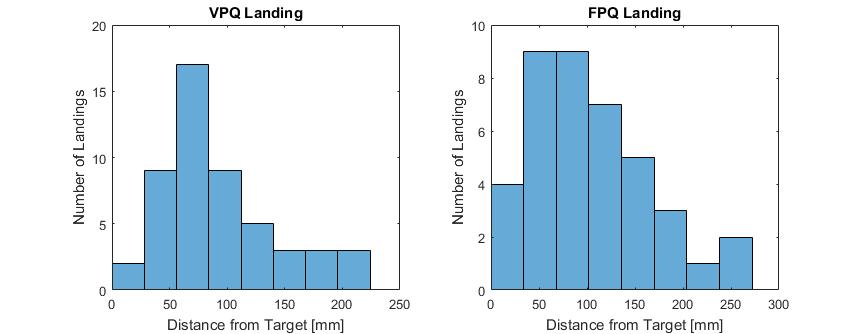 VPQ Landing
20
15
10
5
0
Number of Landings
0 50 100 150 200 250
Distance from Target [mm]
FPQ Landing
10
8
6
4
2
0
Number of Landings
0 50 100 150 200 250 300
Distance from Target [mm]